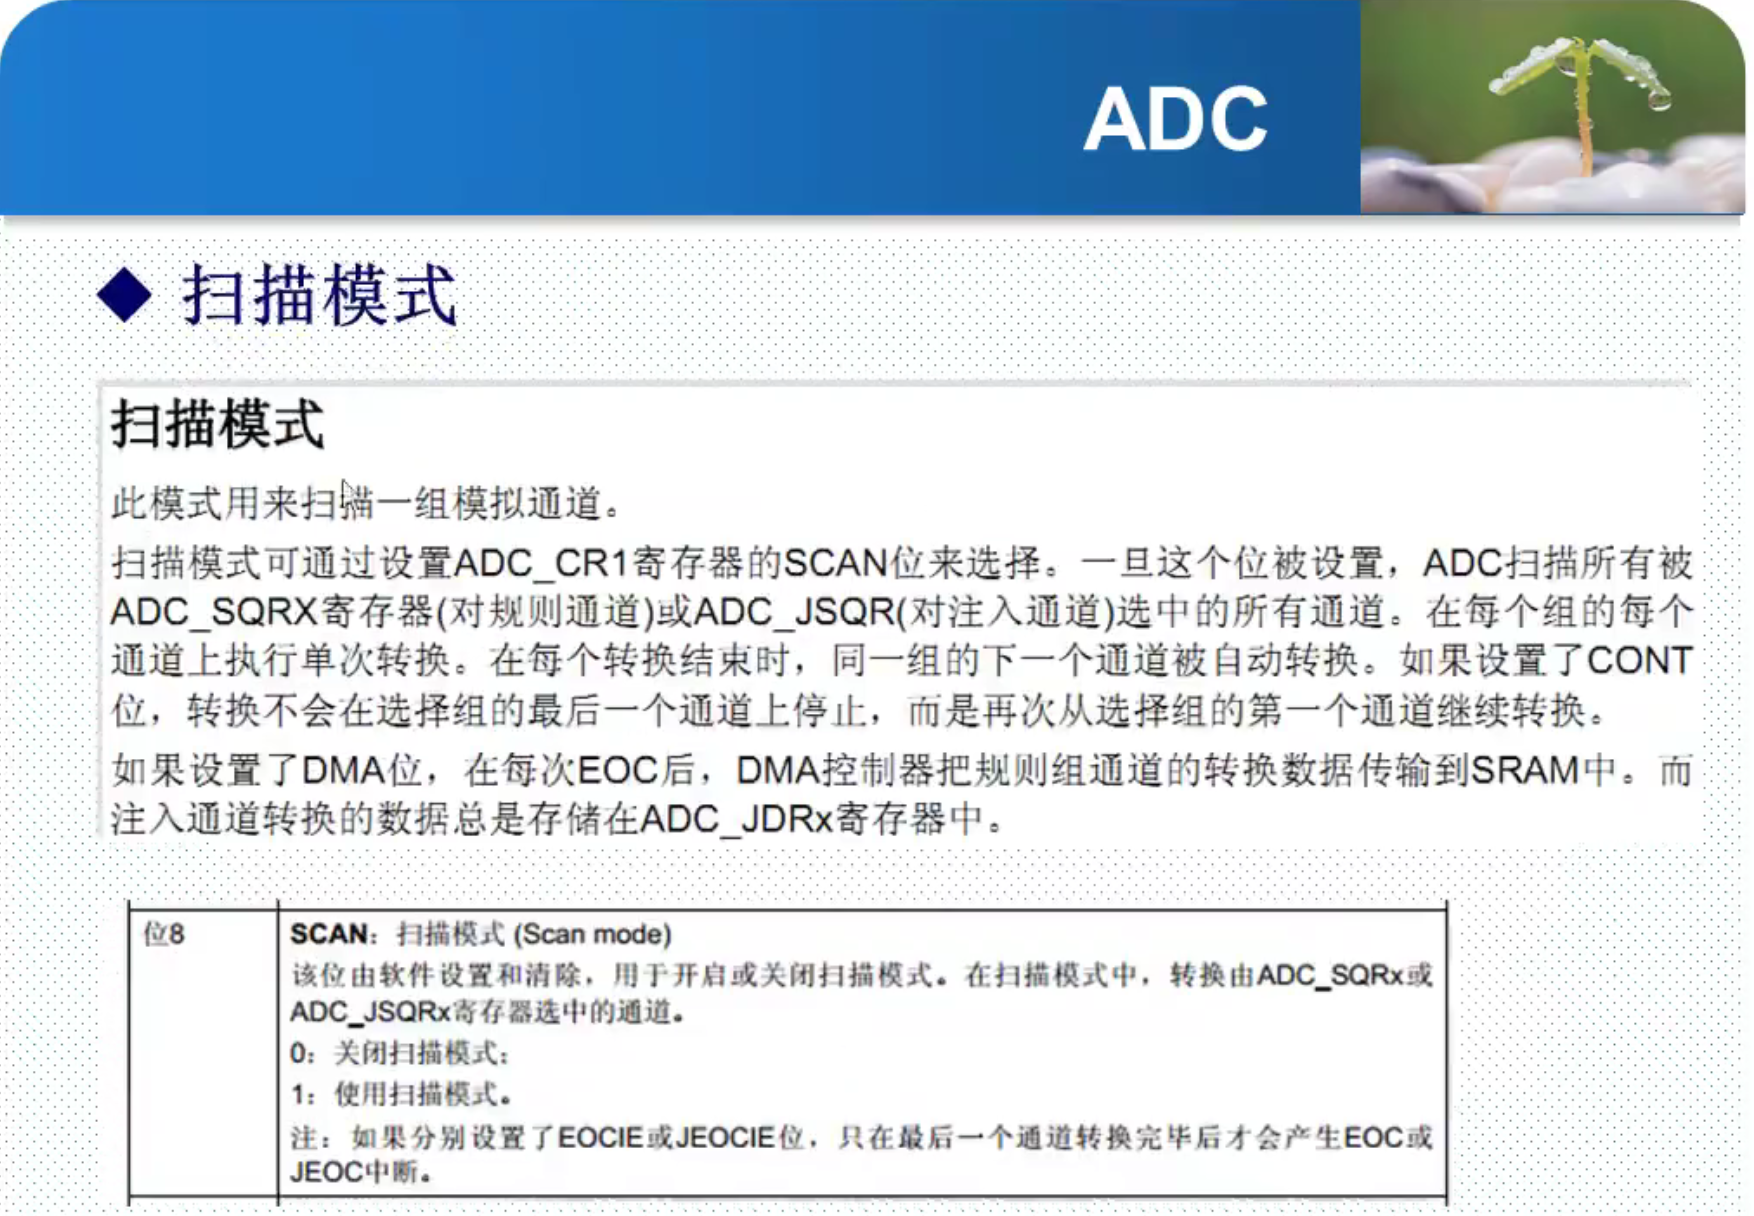 ADC
扫描模式
扫描模式
此模式用来扫描一组模拟通道。
扫描模式可通过设置ADC_CR1寄存器的SCAN位来选择。一旦这个位被设置，ADC扫描所有被
ADC_SQRX寄存器(对规则通道)或ADC_JSQR(对注入通道)选中的所有通道。在每个组的每个
通道上执行单次转换。在每个转换结束时，同一组的下一个通道被自动转换。如果设置了CONT
位，转换不会在选择组的最后一个通道上停止，而是再次从选择组的第一个通道继续转换。
如果设置了DMA位，在每次EOC后，DMA控制器把规则组通道的转换数据传输到SRAM中。而
注入通道转换的数据总是存储在ADC_JDRx寄存器中。
位8
SCAN：扫描模式 (Scan mode)
该位由软件设置和清除，用于开启或关闭扫描模式。在扫描模式中，转换由ADC_SQRx或
ADC_JSQRx寄存器选中的通道。
0：关闭扫描模式；
1：使用扫描模式。
注：如果分别设置了EOCIE或JEOCIE位，只在最后一个通道转换完毕后才会产生EOC或
JEOC中断。